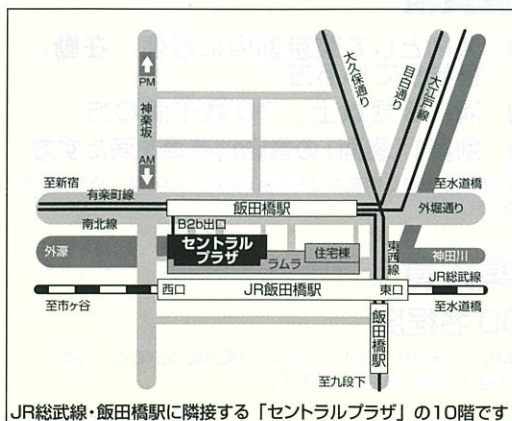 PM
神楽坂
AM
大久保通り
目白通り
大江戸線
至新宿
有楽町線
南北線
飯田橋駅
至水道橋
外堀通り
B2b出口
外濠
セントラル
プラザ
ラムラ
住宅棟
東西線
神田川
JR総武線
西口
JR飯田橋駅
東口
至市ヶ谷
至水道橋
飯田橋駅
至九段下
JR総武線・飯田橋駅に隣接する「セントラルプラザ」の10階です